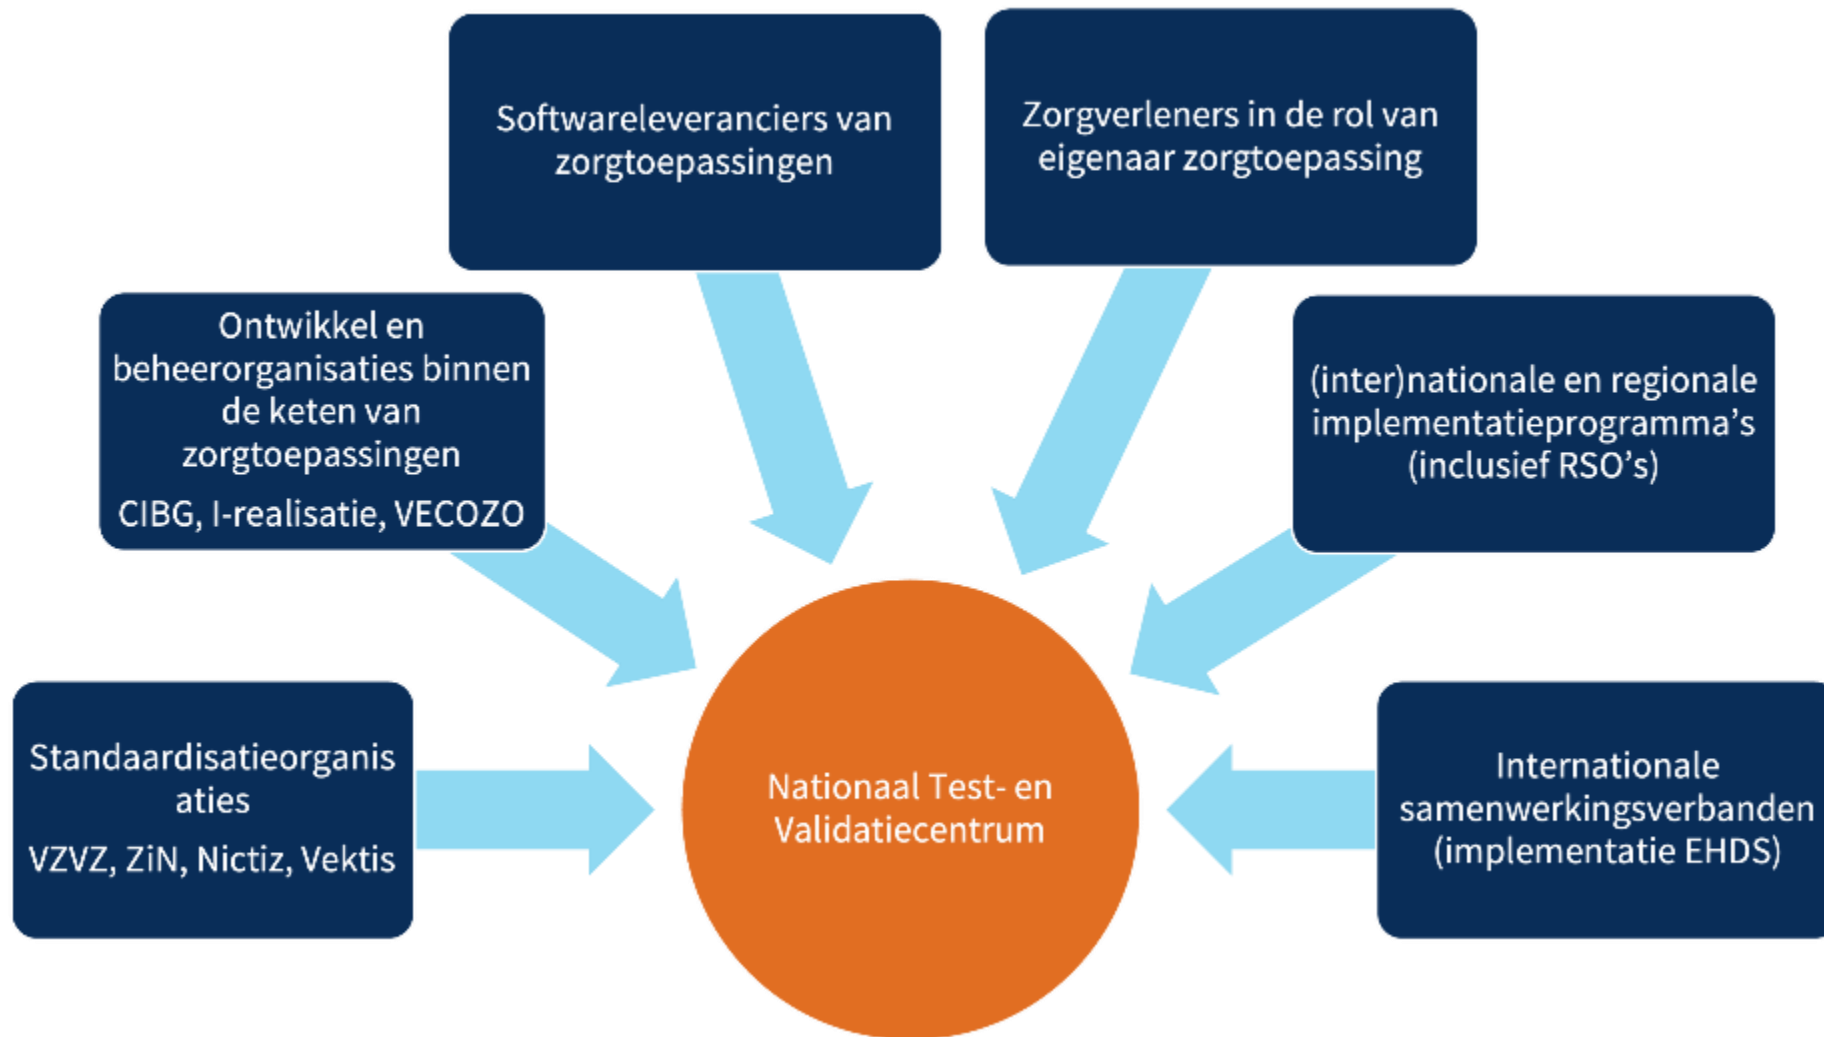 Softwareleveranciers van
zorgtoepassingen
Zorgverleners in de rol van
eigenaar zorgtoepassing
Ontwikkel en
beheerorganisaties binnen
de keten van
zorgtoepassingen
CIBG, I-realisatie, VECOZO
(inter)nationale en regionale
implementatieprogramma’s
(inclusief RSO’s)
Standaardisatieorganis
aties
VZVZ, ZiN, Nictiz, Vektis
Nationaal Test- en
Validatiecentrum
Internationale
samenwerkingsverbanden
(implementatie EHDS)